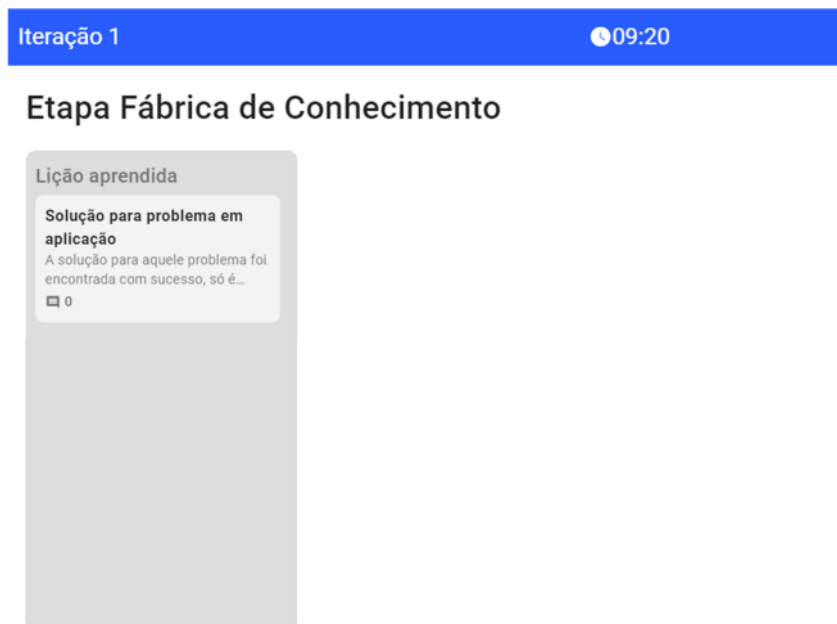 Iteração 1
09:20
Etapa Fábrica de Conhecimento
Lição aprendida
Solução para problema em
aplicação
A solução para aquele problema foi
encontrada com sucesso, só é…
0